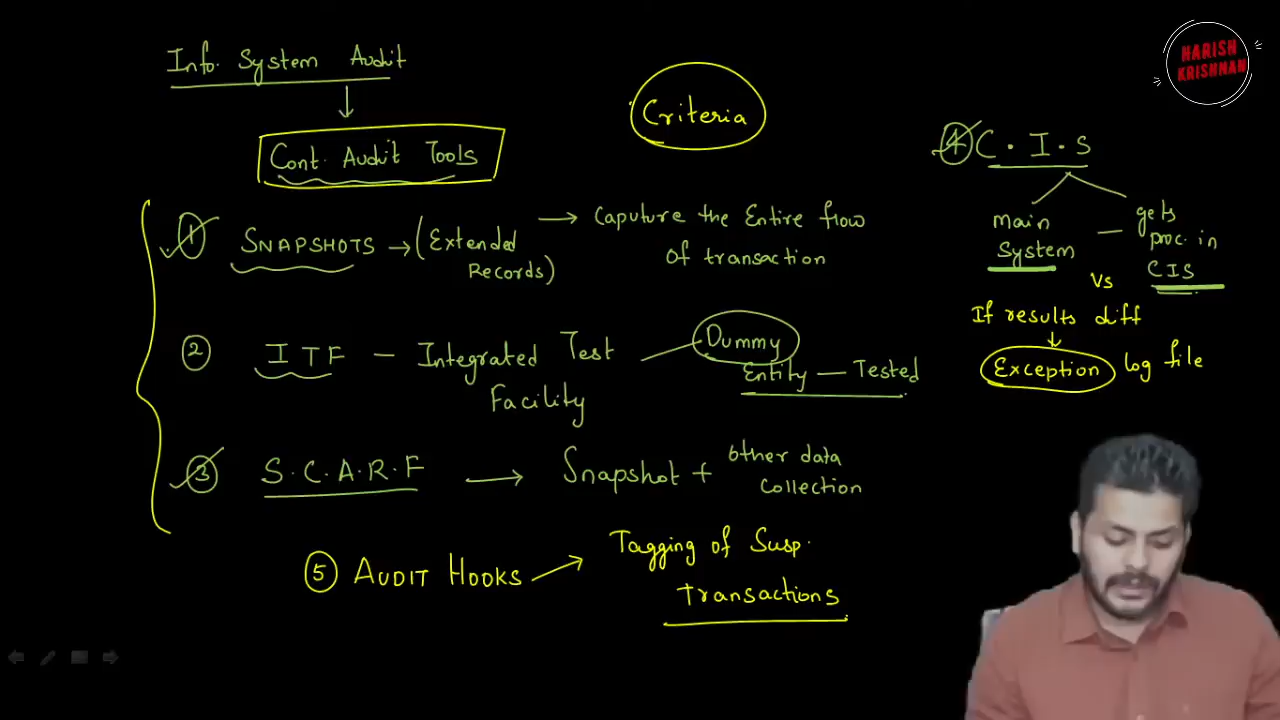 Info. System Audit
Cont. Audit Tools
Criteria
① SNAPSHOTS → (Extended Records) → Caputure the Entire flow
Of transaction
② ITF – Integrated Test Facility – Dummy
Entity – Tested
③ S.C.A.R.F → Snapshot + other data
collection
⑤ AUDIT HOOKS → Tagging of Susp.
Transactions
④ C.I.S
main System – gets proc. in CIS
Vs
If results diff
↓
Exception log file
HARISH
KRISHNAN